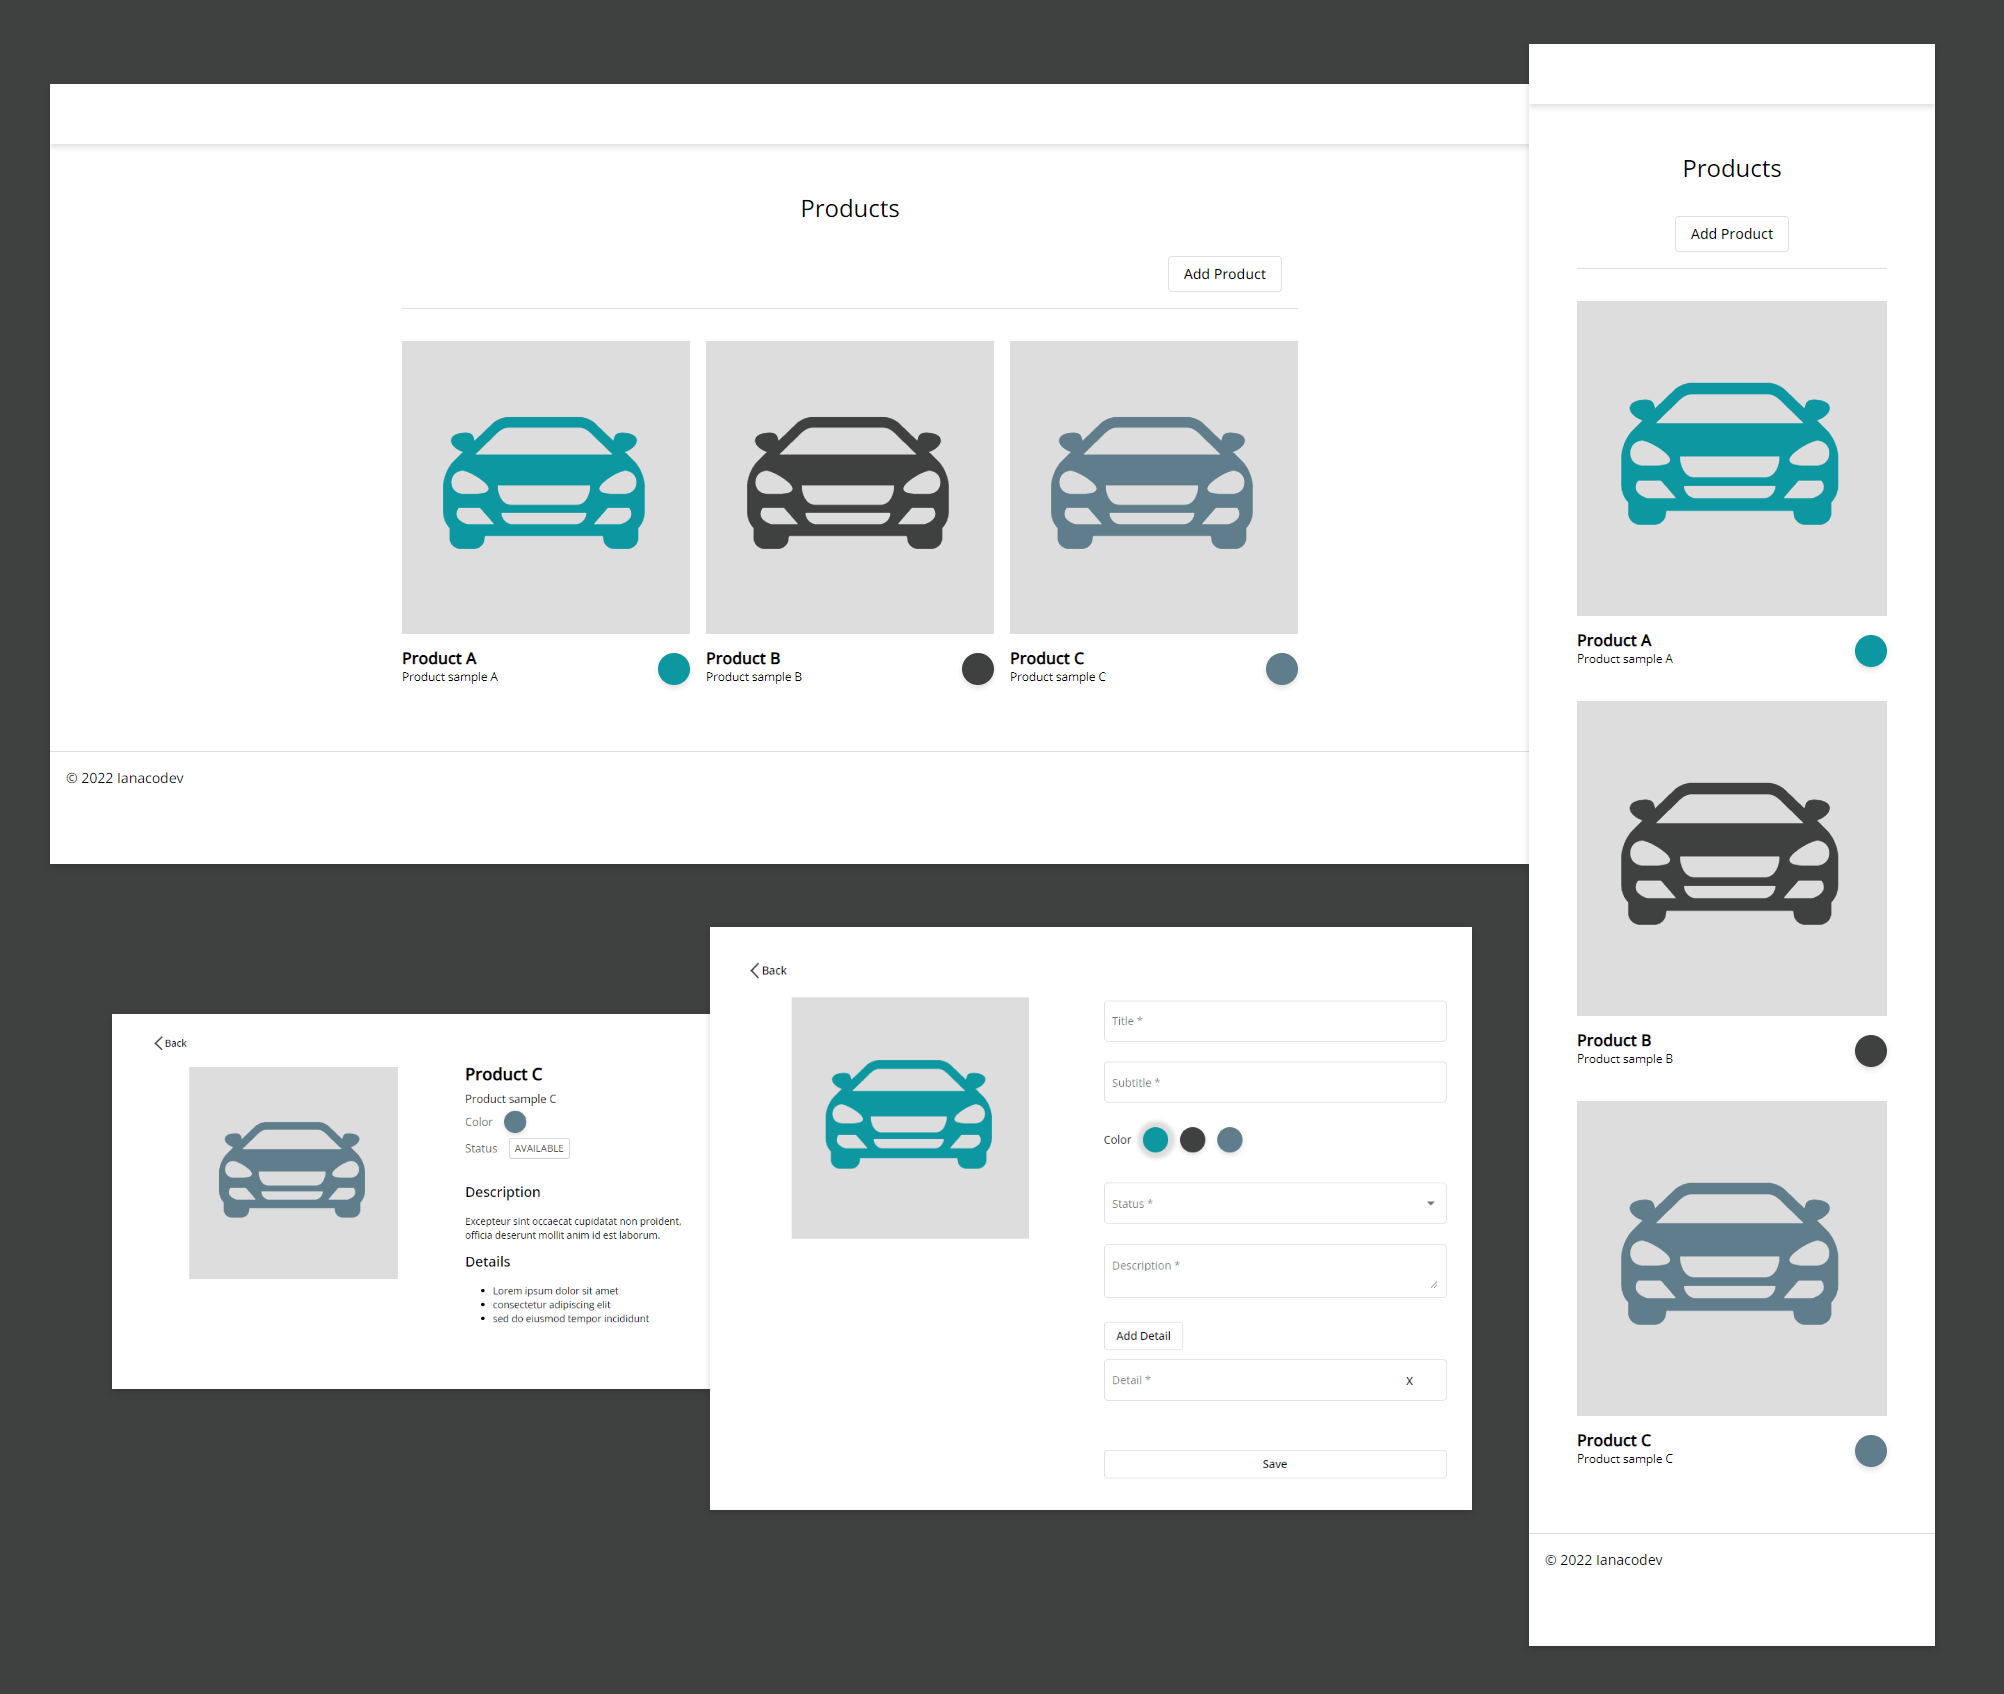 Products
Add Product
Product A
Product sample A
Product B
Product sample B
Product C
Product sample C
© 2022 Ianacodev
Products
Add Product
Product A
Product sample A
Product B
Product sample B
Product C
Product sample C
© 2022 Ianacodev
Back
Product C
Product sample C
Color
Status AVAILABLE
Description
Excepteur sint occaecat cupidatat non proident,
officia deserunt mollit anim id est laborum.
Details
• Lorem ipsum dolor sit amet
• consectetur adipiscing elit
• sed do eiusmod tempor incididunt
Back
Title *
Subtitle *
Color
Status *
Description *
Add Detail
Detail * X
Save